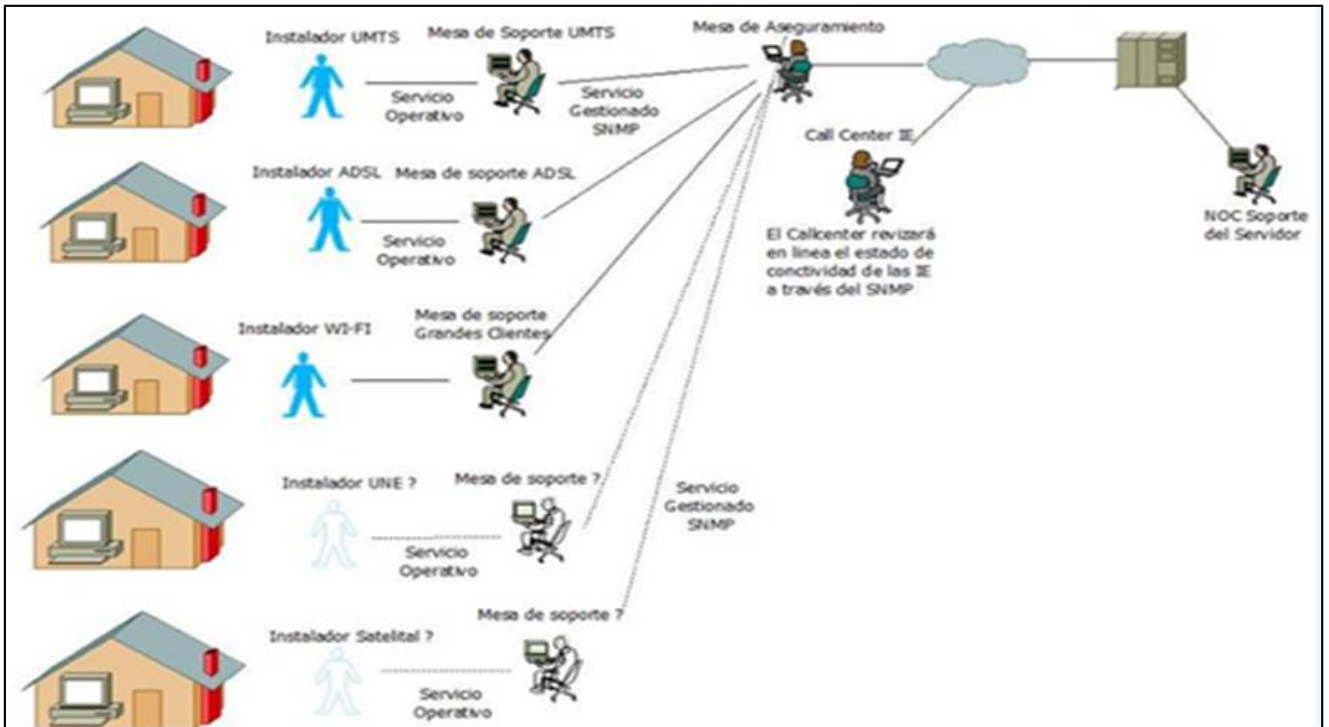 Instalador UMTS
Mesa de Soporte UMTS
Mesa de Aseguramiento
Servicio
Operativo
Servicio
Gestionado
SNMP
Call Center IE
El Callcenter revizará
en linea el estado de
conctividad de las IE
a través del SNMP
NOC Soporte
del Servidor
Instalador ADSL
Mesa de soporte ADSL
Servicio
Operativo
Instalador WI-FI
Mesa de soporte
Grandes Clientes
Instalador UNE ?
Mesa de soporte ?
Servicio
Operativo
Servicio
Gestionado
SNMP
Instalador Satelital ?
Mesa de soporte ?
Servicio
Operativo